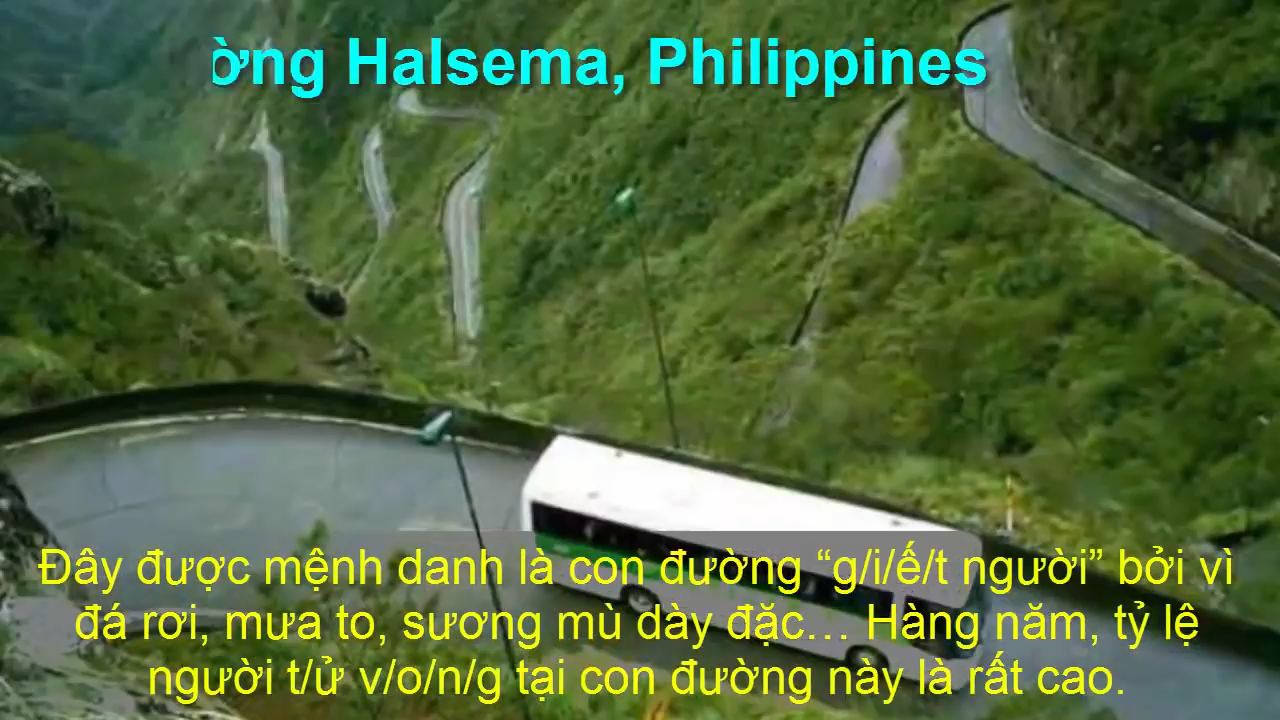 ờng Halsema, Philippines
Đây được mệnh danh là con đường “g/i/ế/t người” bởi vì
đá rơi, mưa to, sương mù dày đặc… Hàng năm, tỷ lệ
người t/ử v/o/n/g tại con đường này là rất cao.